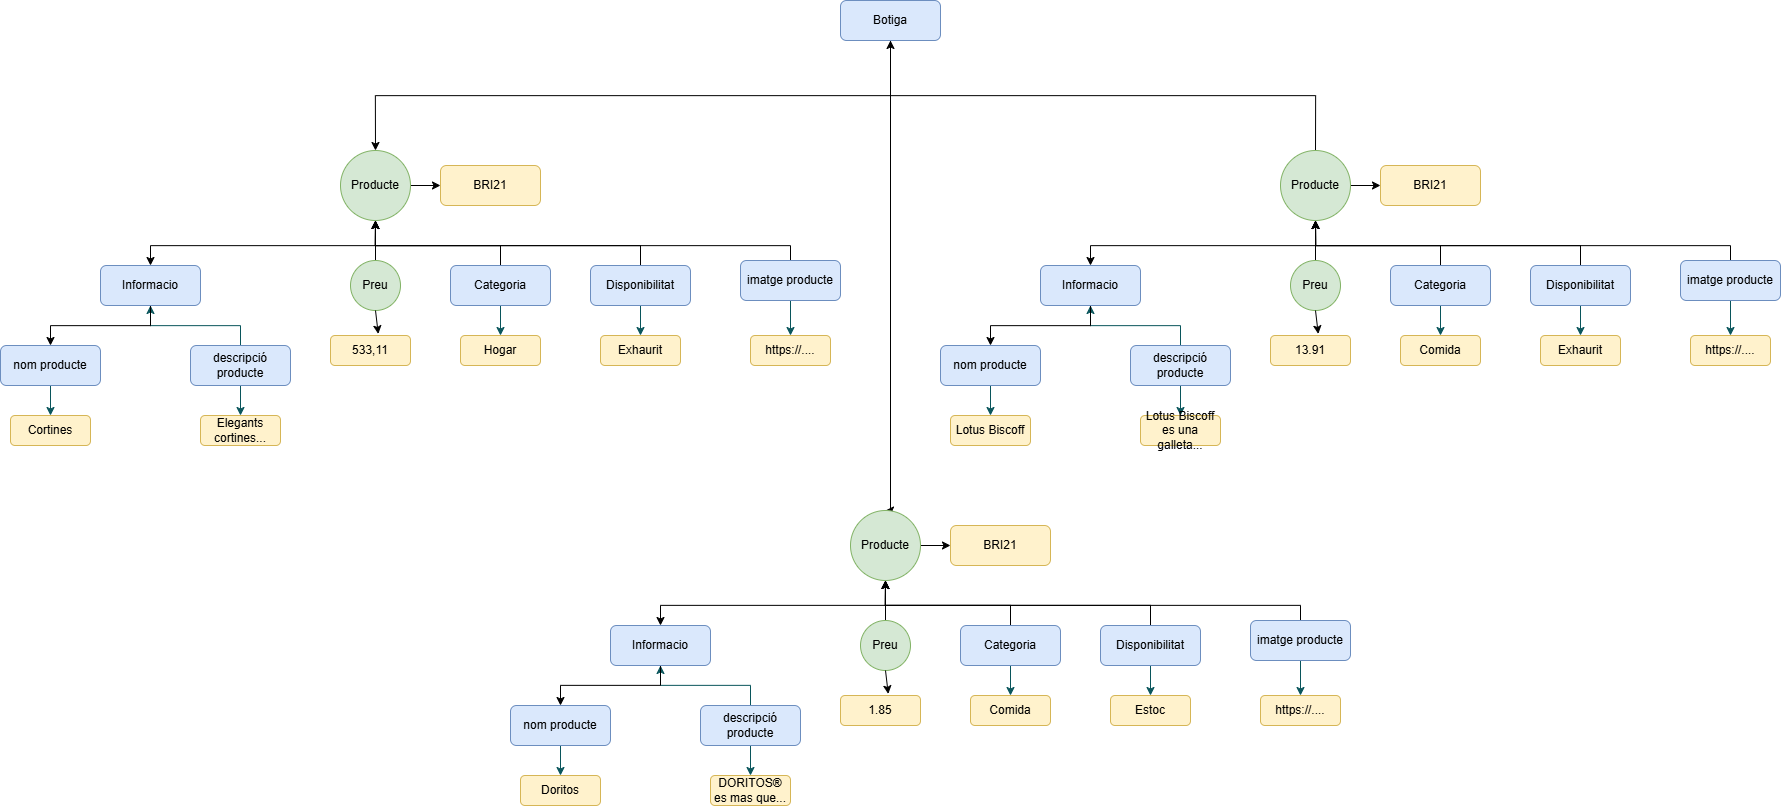 Botiga
Producte
BRI21
Producte
BRI21
Informacio
Preu
Categoria
Disponibilitat
imatge producte
Informacio
Preu
Categoria
Disponibilitat
imatge producte
nom producte
descripció
producte
533,11
Hogar
Exhaurit
https://....
nom producte
descripció
producte
13.91
Comida
Exhaurit
https://....
Cortines
Elegants
cortines...
Lotus Biscoff
Lotus Biscoff
es una
galleta...
Producte
BRI21
Informacio
Preu
Categoria
Disponibilitat
imatge producte
nom producte
descripció
producte
1.85
Comida
Estoc
https://....
Doritos
DORITOS®
es mas que...